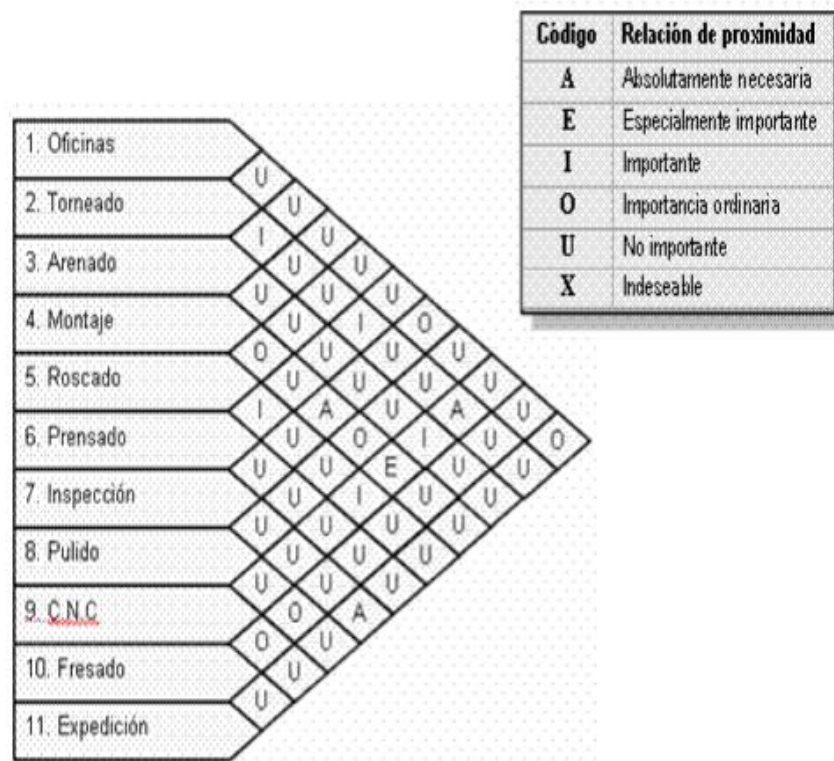 Código Relación de proximidad
A Absolutamente necesaria
E Especialmente importante
I Importante
O Importancia ordinaria
U No importante
X Indeseable
1. Oficinas
2. Torneado
3. Arenado
4. Montaje
5. Roscado
6. Prensado
7. Inspección
8. Pulido
9. C.N.C
10. Fresado
11. Expedición
U
U
I U
U U
U U U
U I O
O U U U
U U U U
I A U A U
U O I U O
U U E U U
U I U U
U U U U
U U U
U U U
O A
O U
U
U